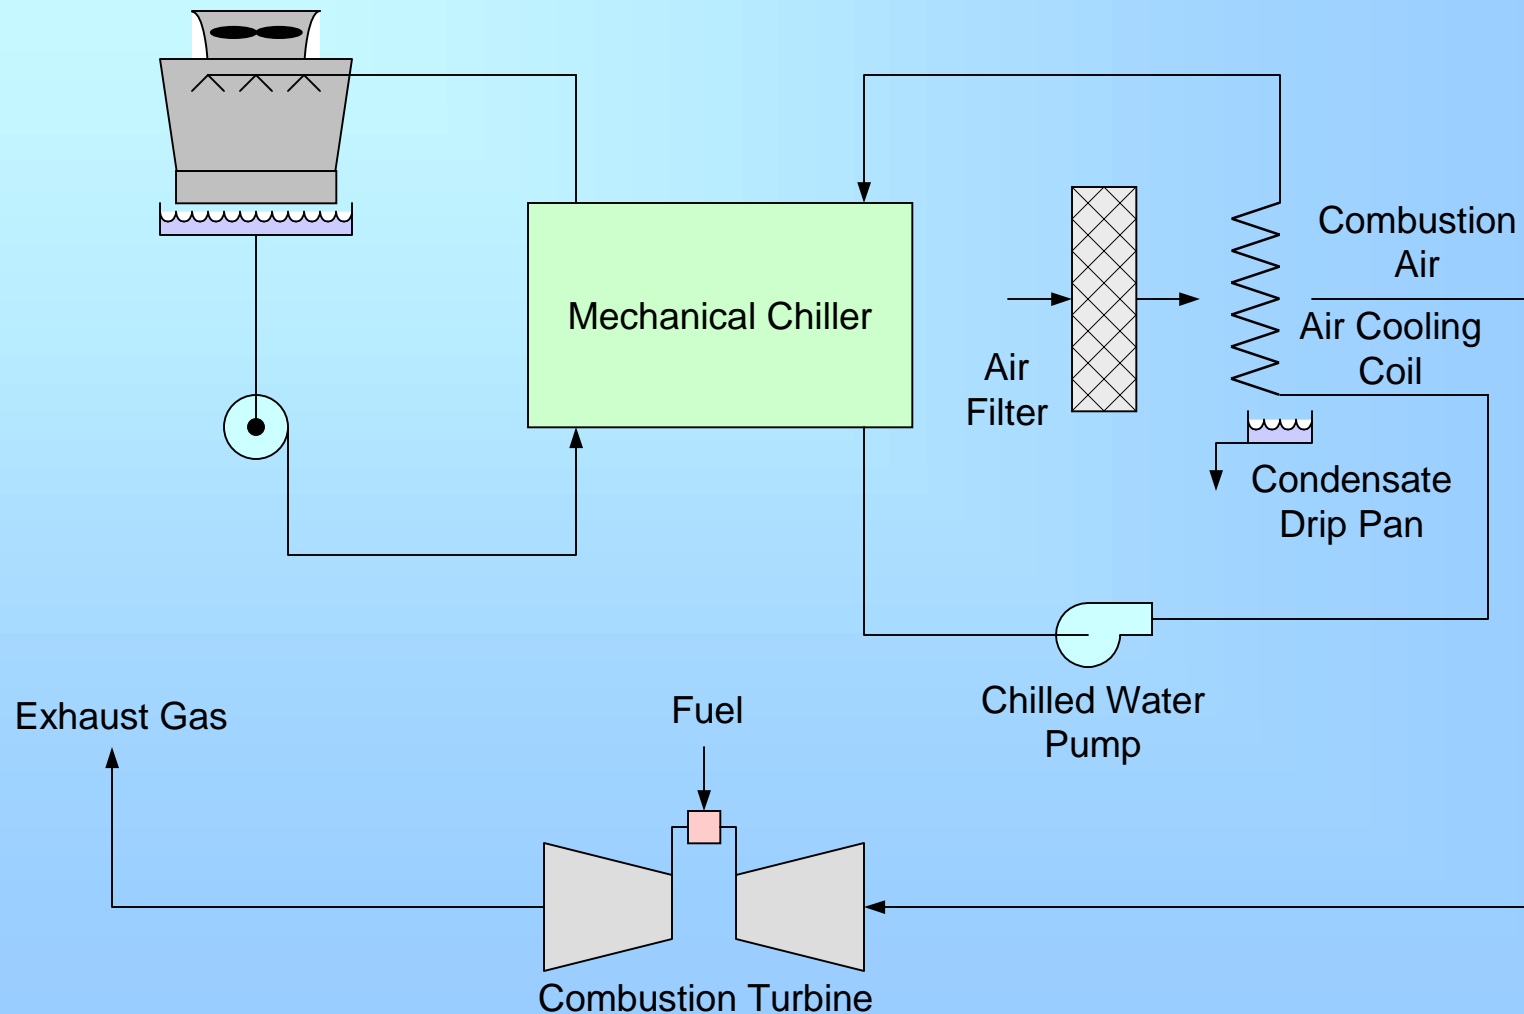 Combustion
Air
Mechanical Chiller
Air Cooling
Coil
Air
Filter
Condensate
Drip Pan
Chilled Water
Pump
Exhaust Gas
Fuel
Combustion Turbine